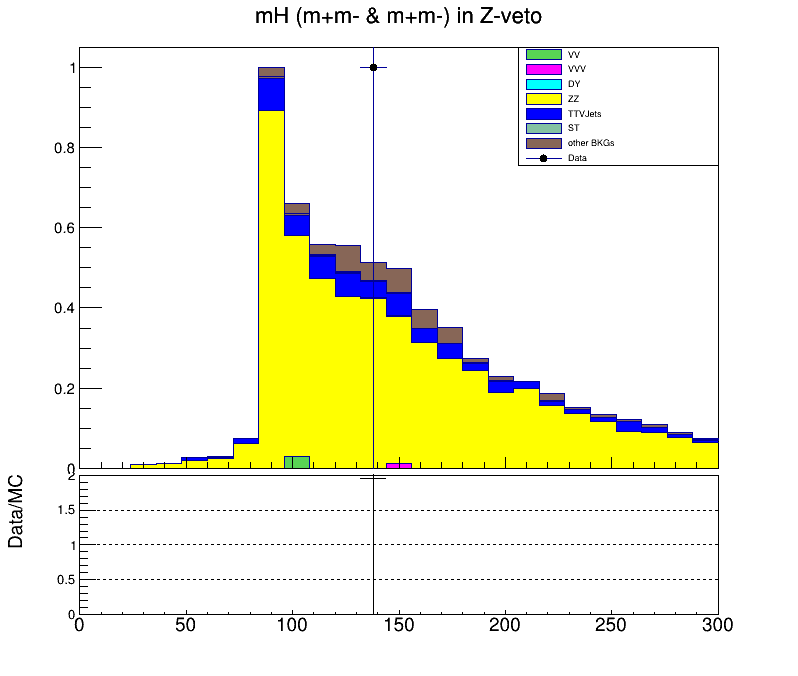 mH (m+m- & m+m-) in Z-veto
VV
VVV
DY
ZZ
TTVJets
ST
other BKGs
Data
1
0.8
0.6
0.4
0.2
0
Data/MC
2
1.5
1
0.5
0
0 50 100 150 200 250 300